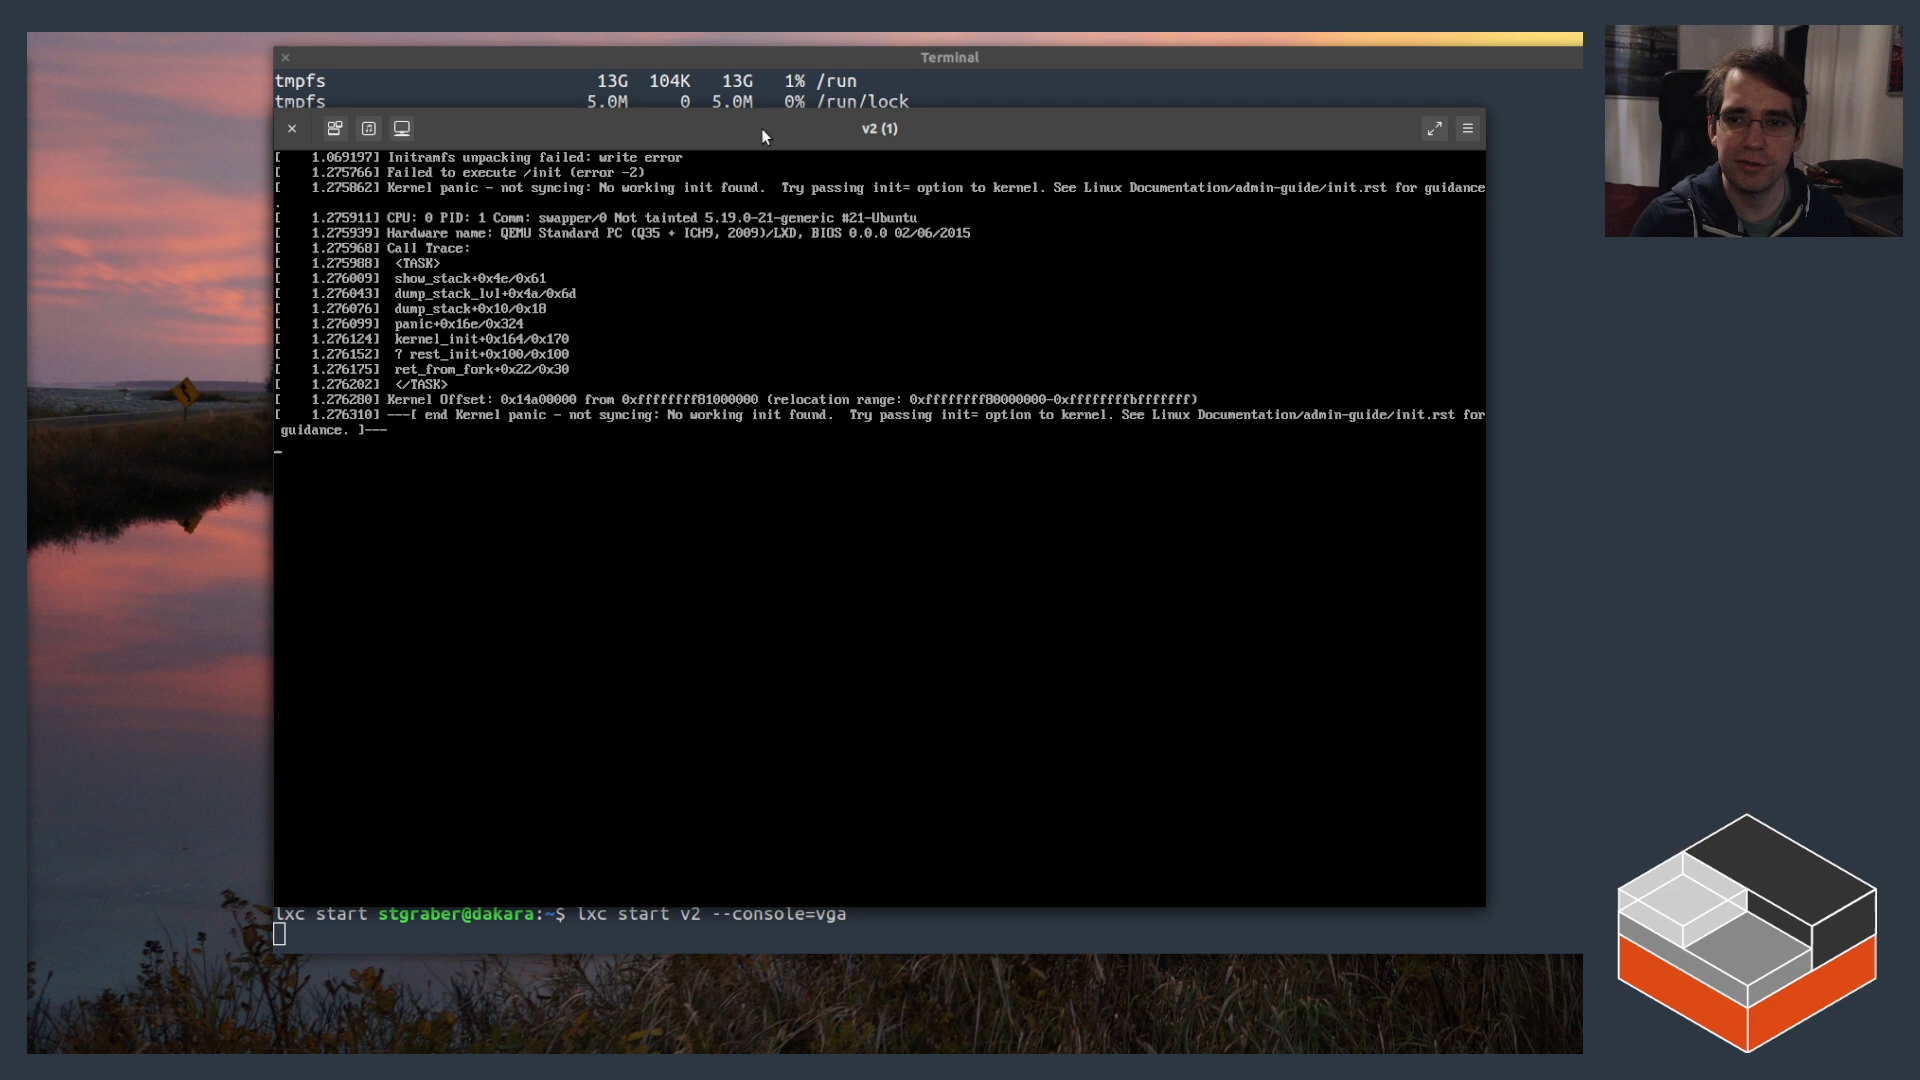 Terminal
tmpfs 13G 104K 13G 1% /run
tmpfs 5.0M 0 5.0M 0% /run/lock
v2 (1)
[    1.069197] Initramfs unpacking failed: write error
[    1.275766] Failed to execute /init (error -2)
[    1.275862] Kernel panic - not syncing: No working init found.  Try passing init= option to kernel. See Linux Documentation/admin-guide/init.rst for guidance
.
[    1.275911] CPU: 0 PID: 1 Comm: swapper/0 Not tainted 5.19.0-21-generic #21-Ubuntu
[    1.275939] Hardware name: QEMU Standard PC (Q35 + ICH9, 2009)/LXD, BIOS 0.0.0 02/06/2015
[    1.275968] Call Trace:
[    1.275988]  <TASK>
[    1.276009]  show_stack+0x4e/0x61
[    1.276043]  dump_stack_lvl+0x4a/0x6d
[    1.276076]  dump_stack+0x10/0x18
[    1.276099]  panic+0x16e/0x324
[    1.276124]  kernel_init+0x164/0x170
[    1.276152]  ? rest_init+0x100/0x100
[    1.276175]  ret_from_fork+0x22/0x30
[    1.276202]  </TASK>
[    1.276280] Kernel Offset: 0x14a00000 from 0xffffffff81000000 (relocation range: 0xffffffff80000000-0xffffffffbfffffff)
[    1.276310] ---[ end Kernel panic - not syncing: No working init found.  Try passing init= option to kernel. See Linux Documentation/admin-guide/init.rst for
guidance. ]---
lxc start stgraber@dakara:~$ lxc start v2 --console=vga